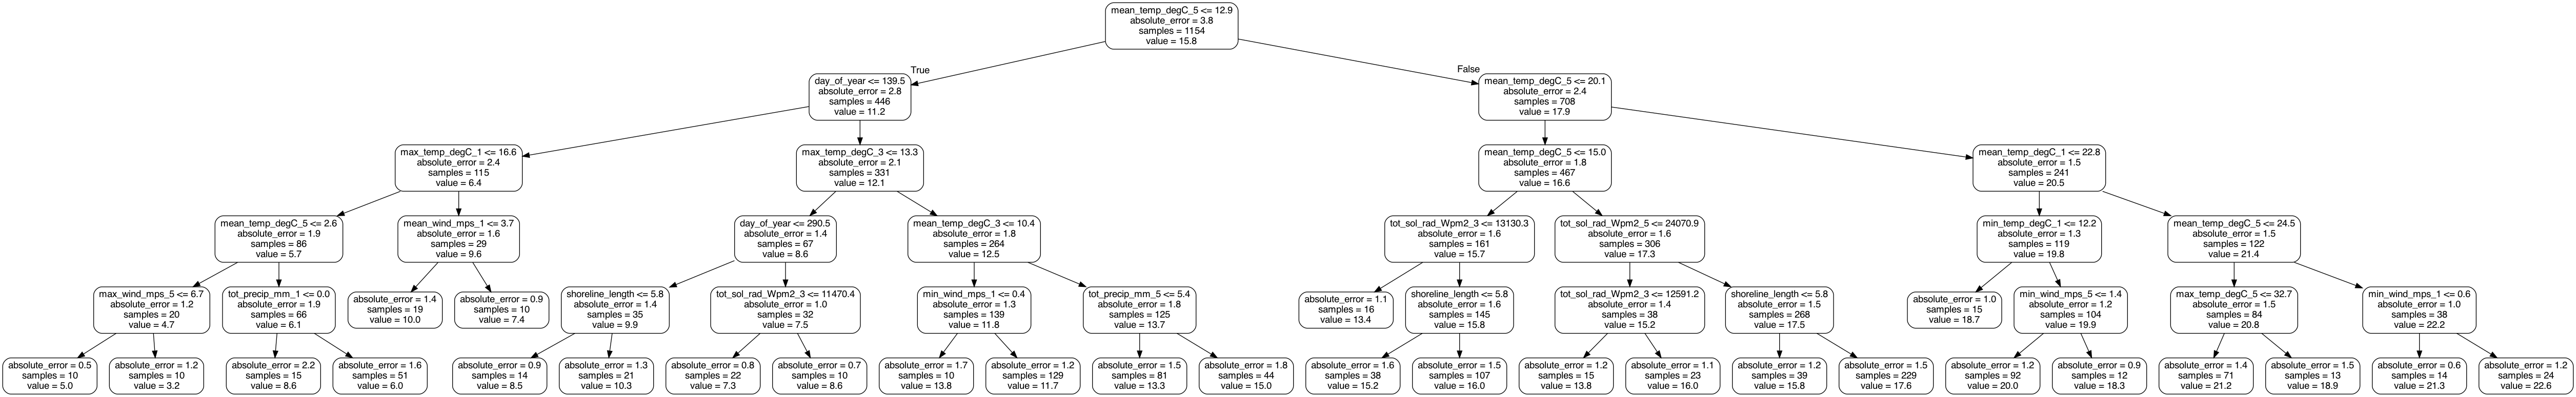 mean_temp_degC_5 <= 12.9
absolute_error = 3.8
samples = 1154
value = 15.8
True
False
day_of_year <= 139.5
absolute_error = 2.8
samples = 446
value = 11.2
mean_temp_degC_5 <= 20.1
absolute_error = 2.4
samples = 708
value = 17.9
max_temp_degC_1 <= 16.6
absolute_error = 2.4
samples = 115
value = 6.4
max_temp_degC_3 <= 13.3
absolute_error = 2.1
samples = 331
value = 12.1
mean_temp_degC_5 <= 15.0
absolute_error = 1.8
samples = 467
value = 16.6
mean_temp_degC_1 <= 22.8
absolute_error = 1.5
samples = 241
value = 20.5
mean_temp_degC_5 <= 2.6
absolute_error = 1.9
samples = 86
value = 5.7
mean_wind_mps_1 <= 3.7
absolute_error = 1.6
samples = 29
value = 9.6
day_of_year <= 290.5
absolute_error = 1.4
samples = 67
value = 8.6
mean_temp_degC_3 <= 10.4
absolute_error = 1.8
samples = 264
value = 12.5
tot_sol_rad_Wpm2_3 <= 13130.3
absolute_error = 1.6
samples = 161
value = 15.7
tot_sol_rad_Wpm2_5 <= 24070.9
absolute_error = 1.6
samples = 306
value = 17.3
min_temp_degC_1 <= 12.2
absolute_error = 1.3
samples = 119
value = 19.8
mean_temp_degC_5 <= 24.5
absolute_error = 1.5
samples = 122
value = 21.4
max_wind_mps_5 <= 6.7
absolute_error = 1.2
samples = 20
value = 4.7
tot_precip_mm_1 <= 0.0
absolute_error = 1.9
samples = 66
value = 6.1
absolute_error = 1.4
samples = 19
value = 10.0
absolute_error = 0.9
samples = 10
value = 7.4
shoreline_length <= 5.8
absolute_error = 1.4
samples = 35
value = 9.9
tot_sol_rad_Wpm2_3 <= 11470.4
absolute_error = 1.0
samples = 32
value = 7.5
min_wind_mps_1 <= 0.4
absolute_error = 1.3
samples = 139
value = 11.8
tot_precip_mm_5 <= 5.4
absolute_error = 1.8
samples = 125
value = 13.7
absolute_error = 1.1
samples = 16
value = 13.4
shoreline_length <= 5.8
absolute_error = 1.6
samples = 145
value = 15.8
tot_sol_rad_Wpm2_3 <= 12591.2
absolute_error = 1.4
samples = 38
value = 15.2
shoreline_length <= 5.8
absolute_error = 1.5
samples = 268
value = 17.5
absolute_error = 1.0
samples = 15
value = 18.7
min_wind_mps_5 <= 1.4
absolute_error = 1.2
samples = 104
value = 19.9
max_temp_degC_5 <= 32.7
absolute_error = 1.5
samples = 84
value = 20.8
min_wind_mps_1 <= 0.6
absolute_error = 1.0
samples = 38
value = 22.2
absolute_error = 0.5
samples = 10
value = 5.0
absolute_error = 1.2
samples = 10
value = 3.2
absolute_error = 2.2
samples = 15
value = 8.6
absolute_error = 1.6
samples = 51
value = 6.0
absolute_error = 0.9
samples = 14
value = 8.5
absolute_error = 1.3
samples = 21
value = 10.3
absolute_error = 0.8
samples = 22
value = 7.3
absolute_error = 0.7
samples = 10
value = 8.6
absolute_error = 1.7
samples = 10
value = 13.8
absolute_error = 1.2
samples = 129
value = 11.7
absolute_error = 1.5
samples = 81
value = 13.3
absolute_error = 1.8
samples = 44
value = 15.0
absolute_error = 1.6
samples = 38
value = 15.2
absolute_error = 1.5
samples = 107
value = 16.0
absolute_error = 1.2
samples = 15
value = 13.8
absolute_error = 1.1
samples = 23
value = 16.0
absolute_error = 1.2
samples = 39
value = 15.8
absolute_error = 1.5
samples = 229
value = 17.6
absolute_error = 1.2
samples = 92
value = 20.0
absolute_error = 0.9
samples = 12
value = 18.3
absolute_error = 1.4
samples = 71
value = 21.2
absolute_error = 1.5
samples = 13
value = 18.9
absolute_error = 0.6
samples = 14
value = 21.3
absolute_error = 1.2
samples = 24
value = 22.6